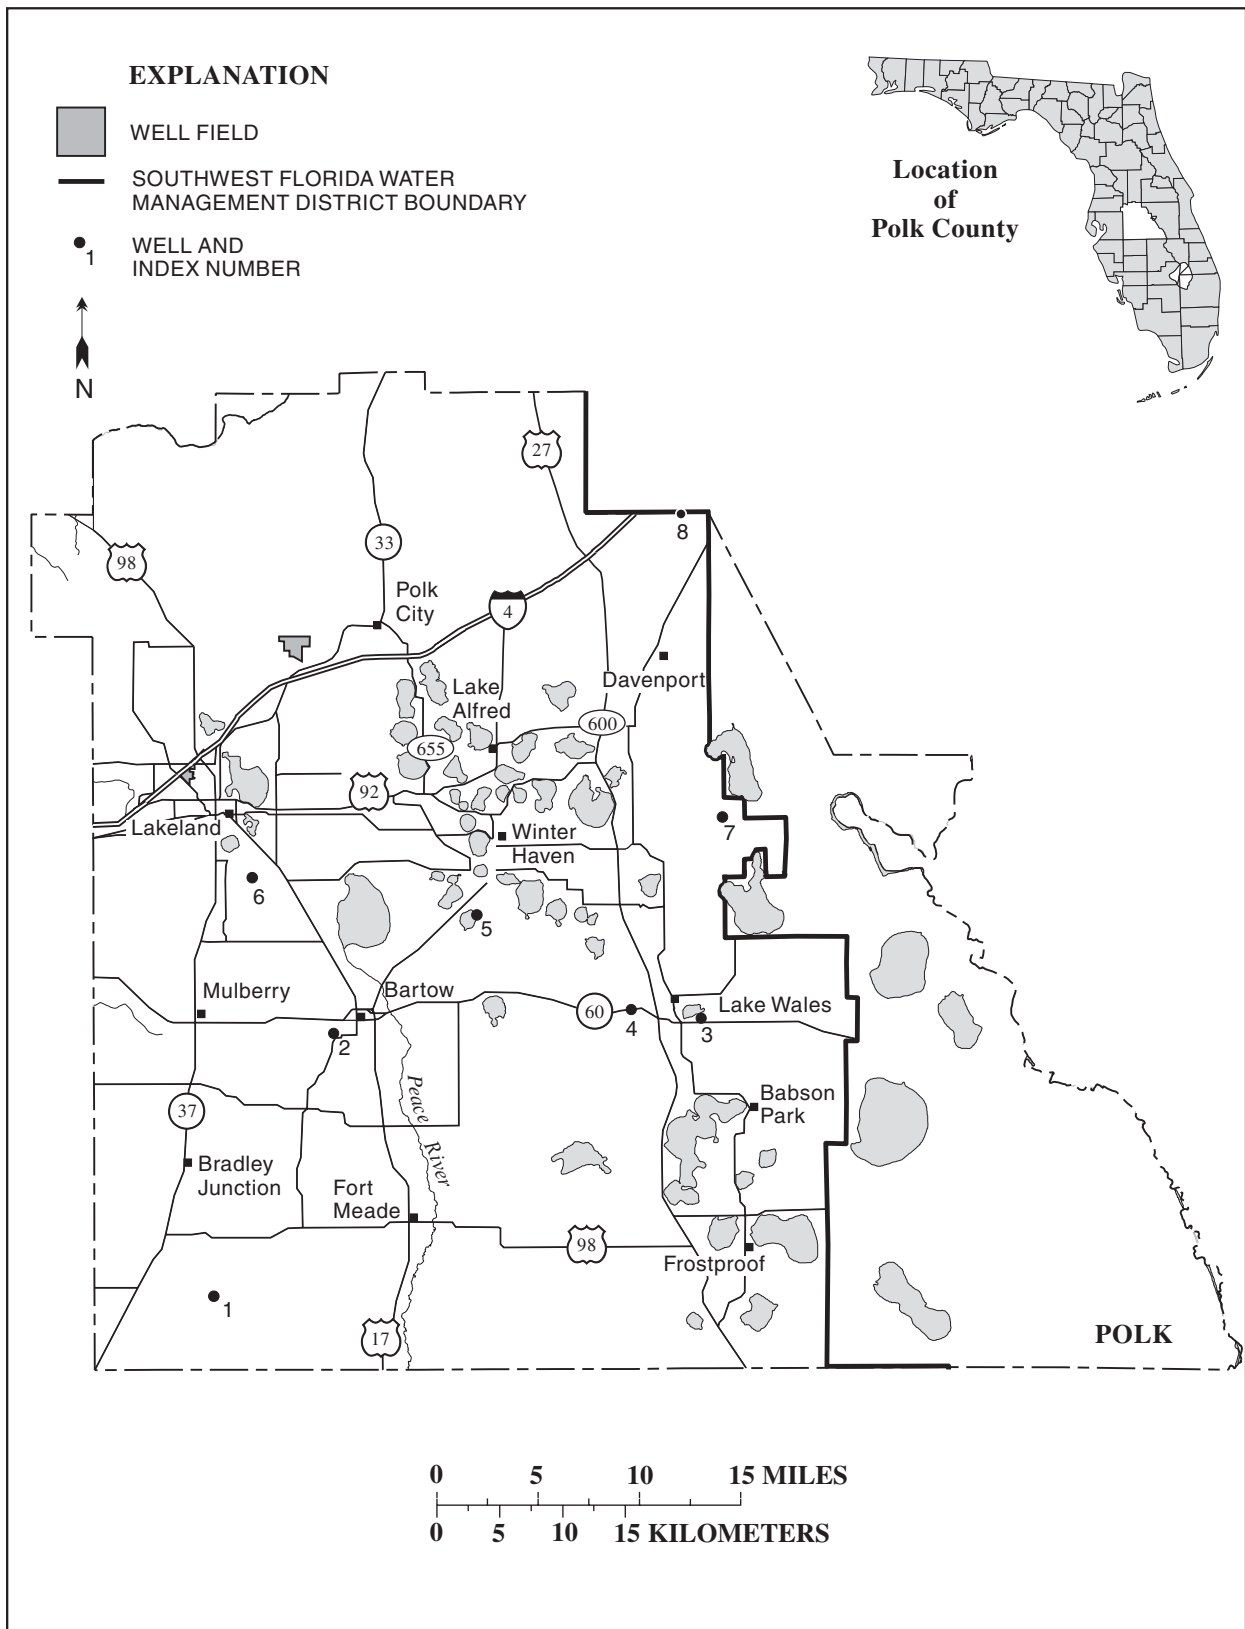 EXPLANATION
WELL FIELD
SOUTHWEST FLORIDA WATER
MANAGEMENT DISTRICT BOUNDARY
1
WELL AND
INDEX NUMBER
N
Location
of
Polk County
27
8
98
33
Polk
City
4
Davenport
Lake
Alfred
600
655
92
Lakeland
Winter
Haven
7
6
5
Mulberry
Bartow
60
4
Lake Wales
3
2
Peace
River
Babson
Park
37
Bradley
Junction
Fort
Meade
98
Frostproof
1
17
POLK
0 5 10 15 MILES
0 5 10 15 KILOMETERS